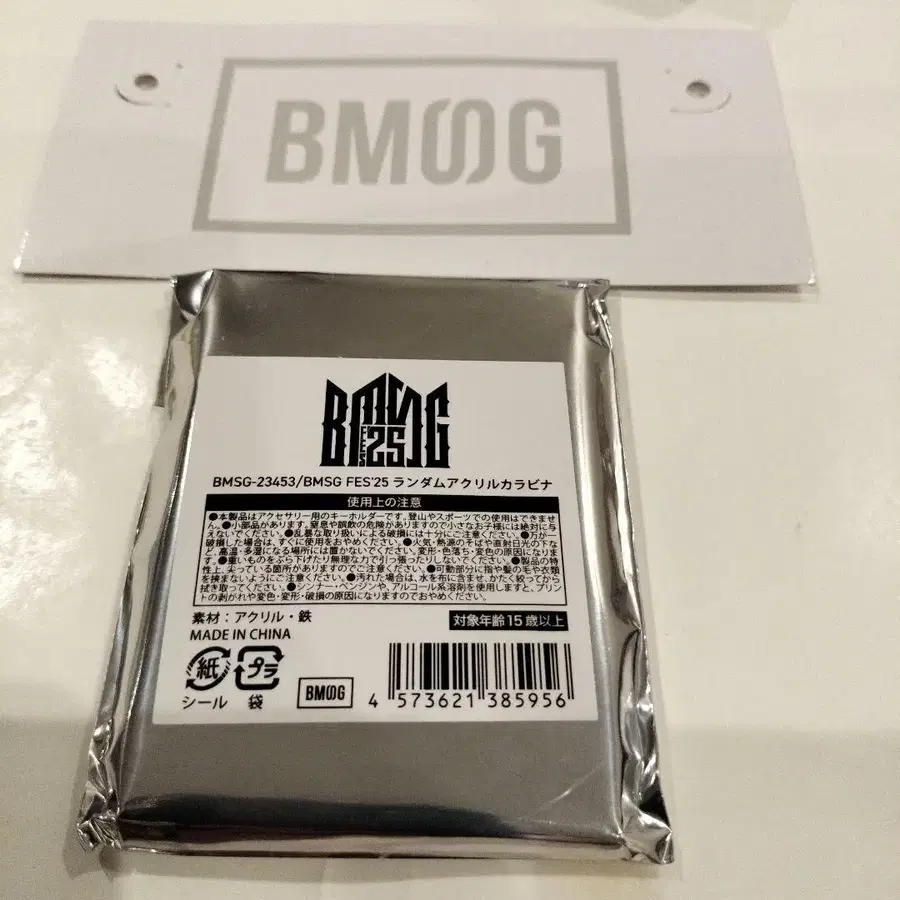 BMSG
BMSG
FES
25
BMSG-23453/BMSG FES'25 ランダムアクリルカラビナ
使用上の注意
●本製品はアクセサリー用のキーホルダーです。登山やスポーツでの使用はできませ
ん。●小部品があります。窒息や誤飲の危険がありますので小さなお子様には絶対に与
えないでください。●乱暴な取り扱いによる破損には十分にご注意ください。●万が一
破損した場合は、すぐに使用をおやめください。●火気・熱源のそばや直射日光の下な
ど、高温・多湿になる場所には置かないでください。変形・色落ち・変色の原因になりま
す。●重いものをぶら下げたり無理な力で引っ張ったりしないでください。●製品の特
性上、尖っている箇所がありますのでご注意ください。●可動部分に指や髪の毛や衣類
を挟まないようにご注意ください。●汚れた場合は、水を布に含ませ、かたく絞ってから
拭き取ってください。●シンナー・ベンジンや、アルコール系溶剤を使用しますと、プリン
トの剥がれや変色・変形・破損の原因になりますのでおやめください。
素材：アクリル・鉄
対象年齢15歳以上
MADE IN CHINA
紙 プラ
シール 袋
BMSG
4 573621 385956